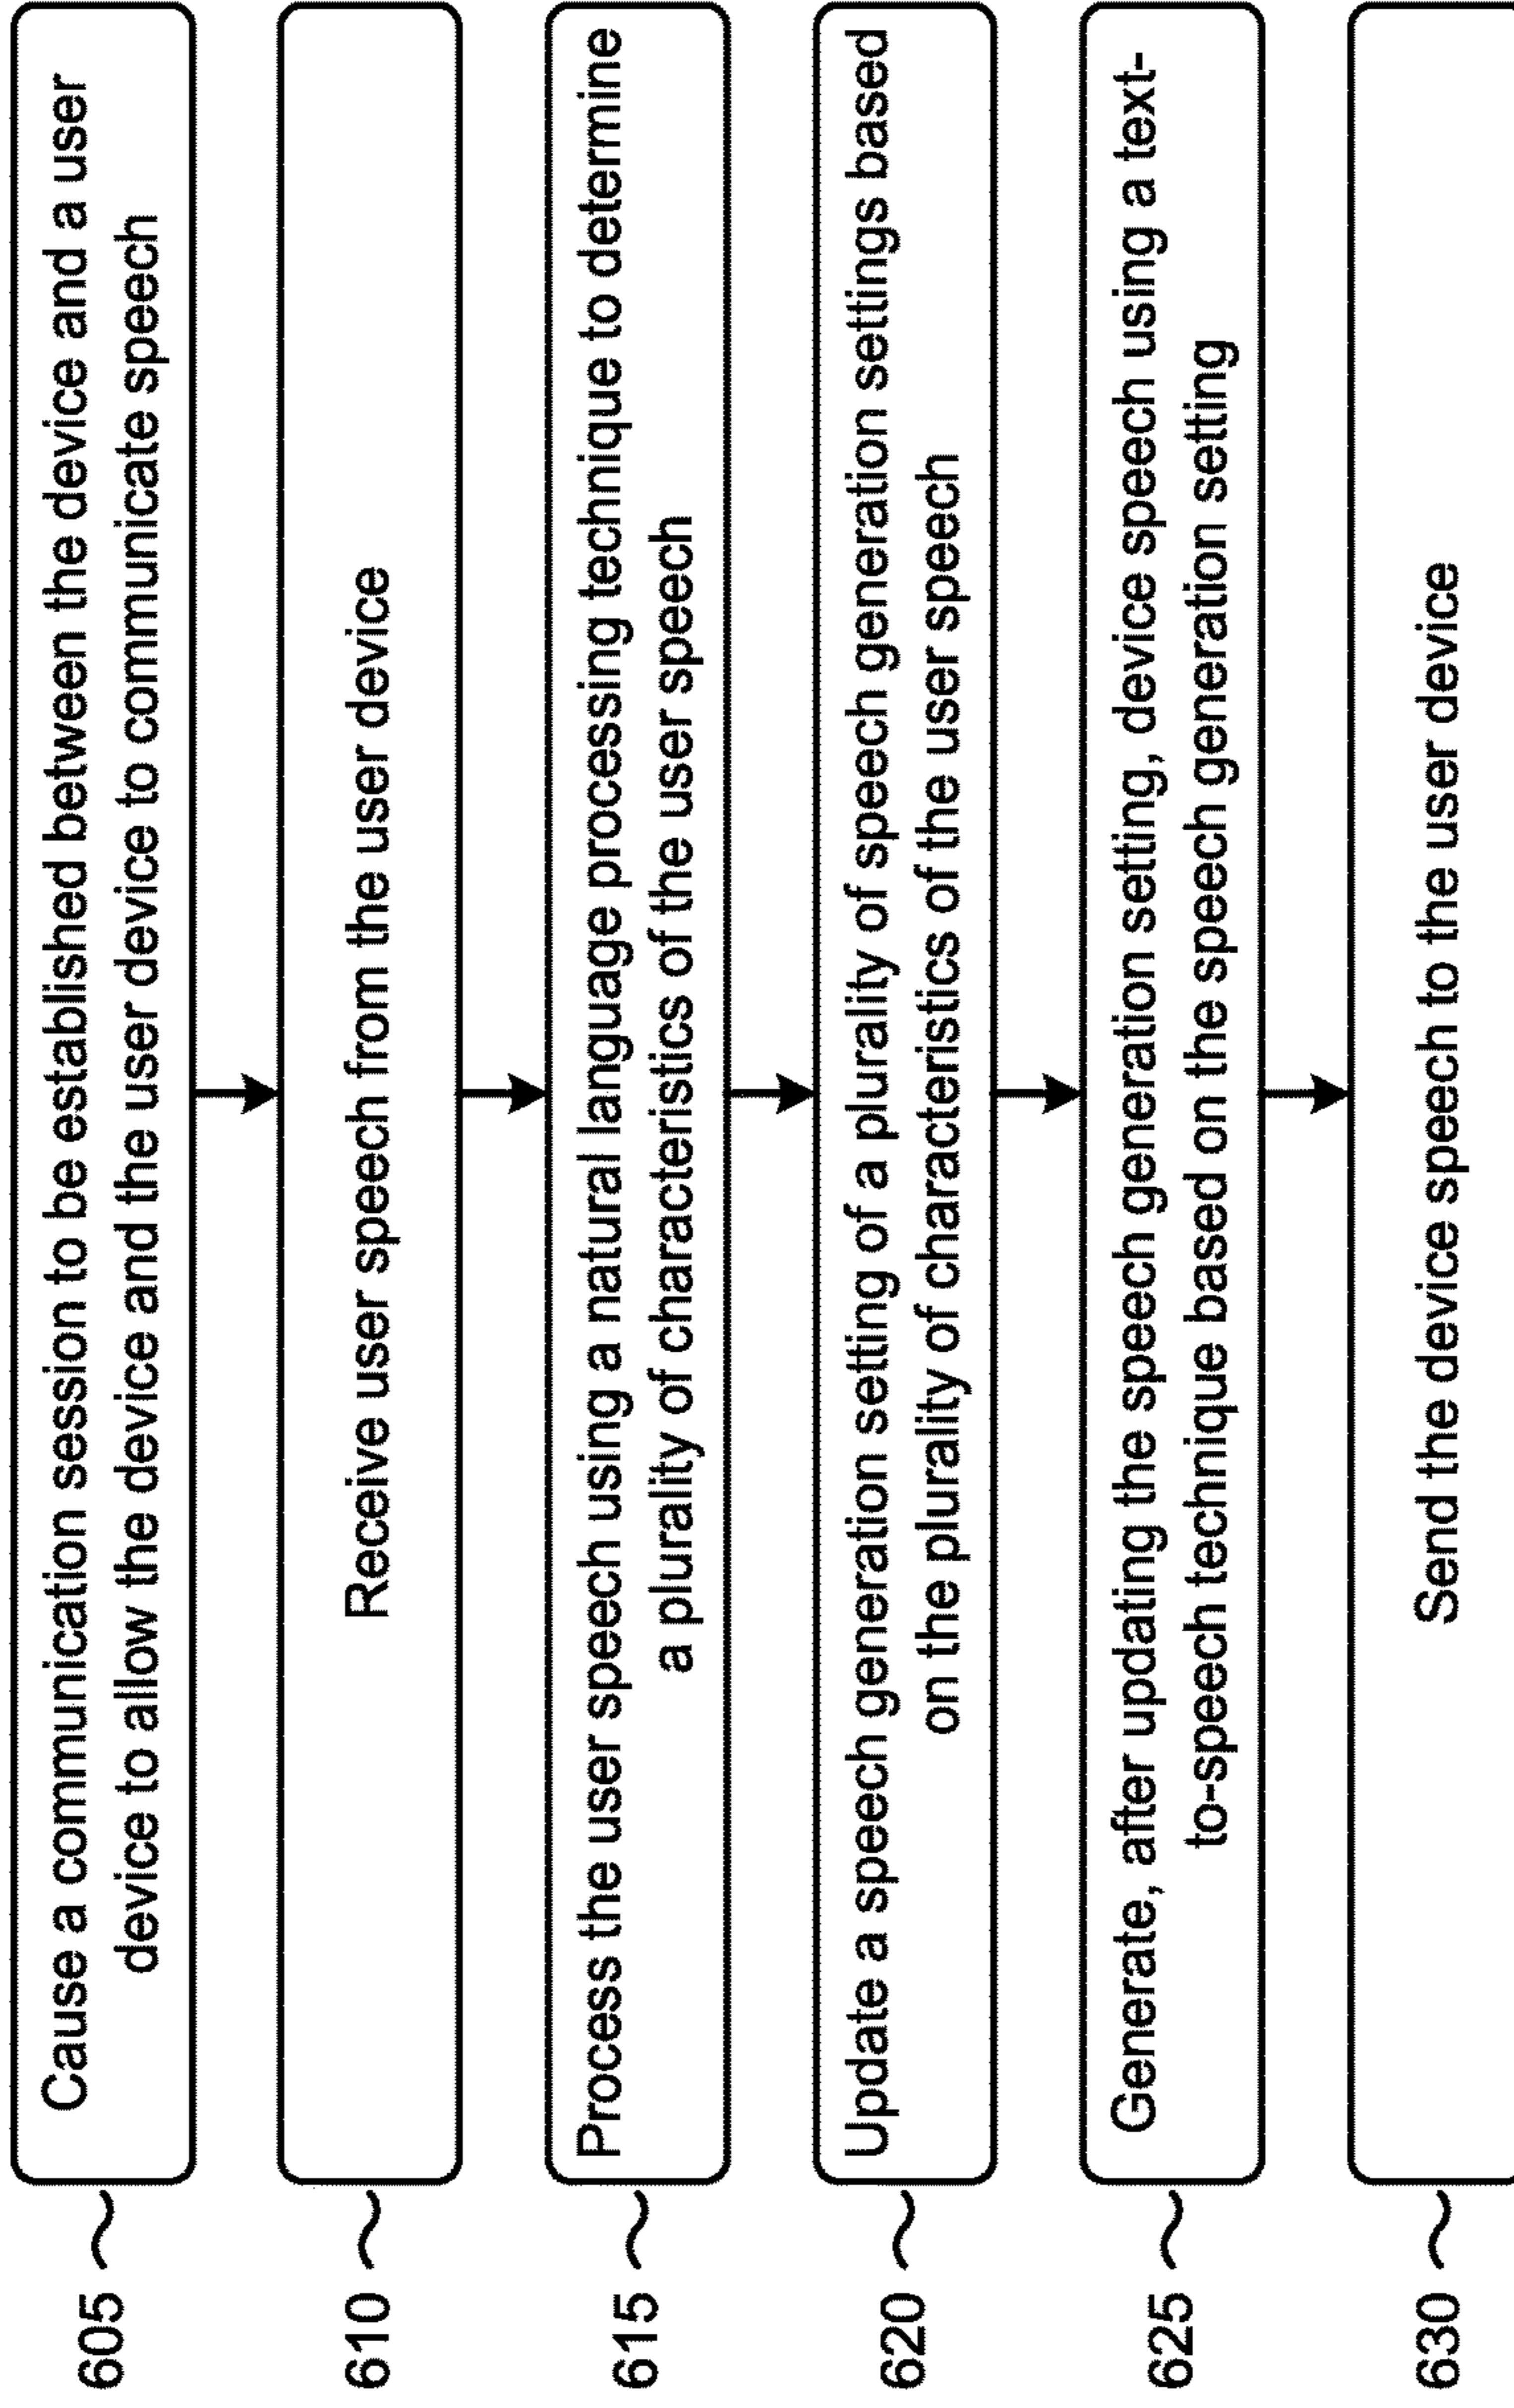 605
Cause a communication session to be established between the device and a user
device to allow the device and the user device to communicate speech
610
Receive user speech from the user device
615
Process the user speech using a natural language processing technique to determine
a plurality of characteristics of the user speech
620
Update a speech generation setting of a plurality of speech generation settings based
on the plurality of characteristics of the user speech
625
Generate, after updating the speech generation setting, device speech using a text-
to-speech technique based on the speech generation setting
630
Send the device speech to the user device